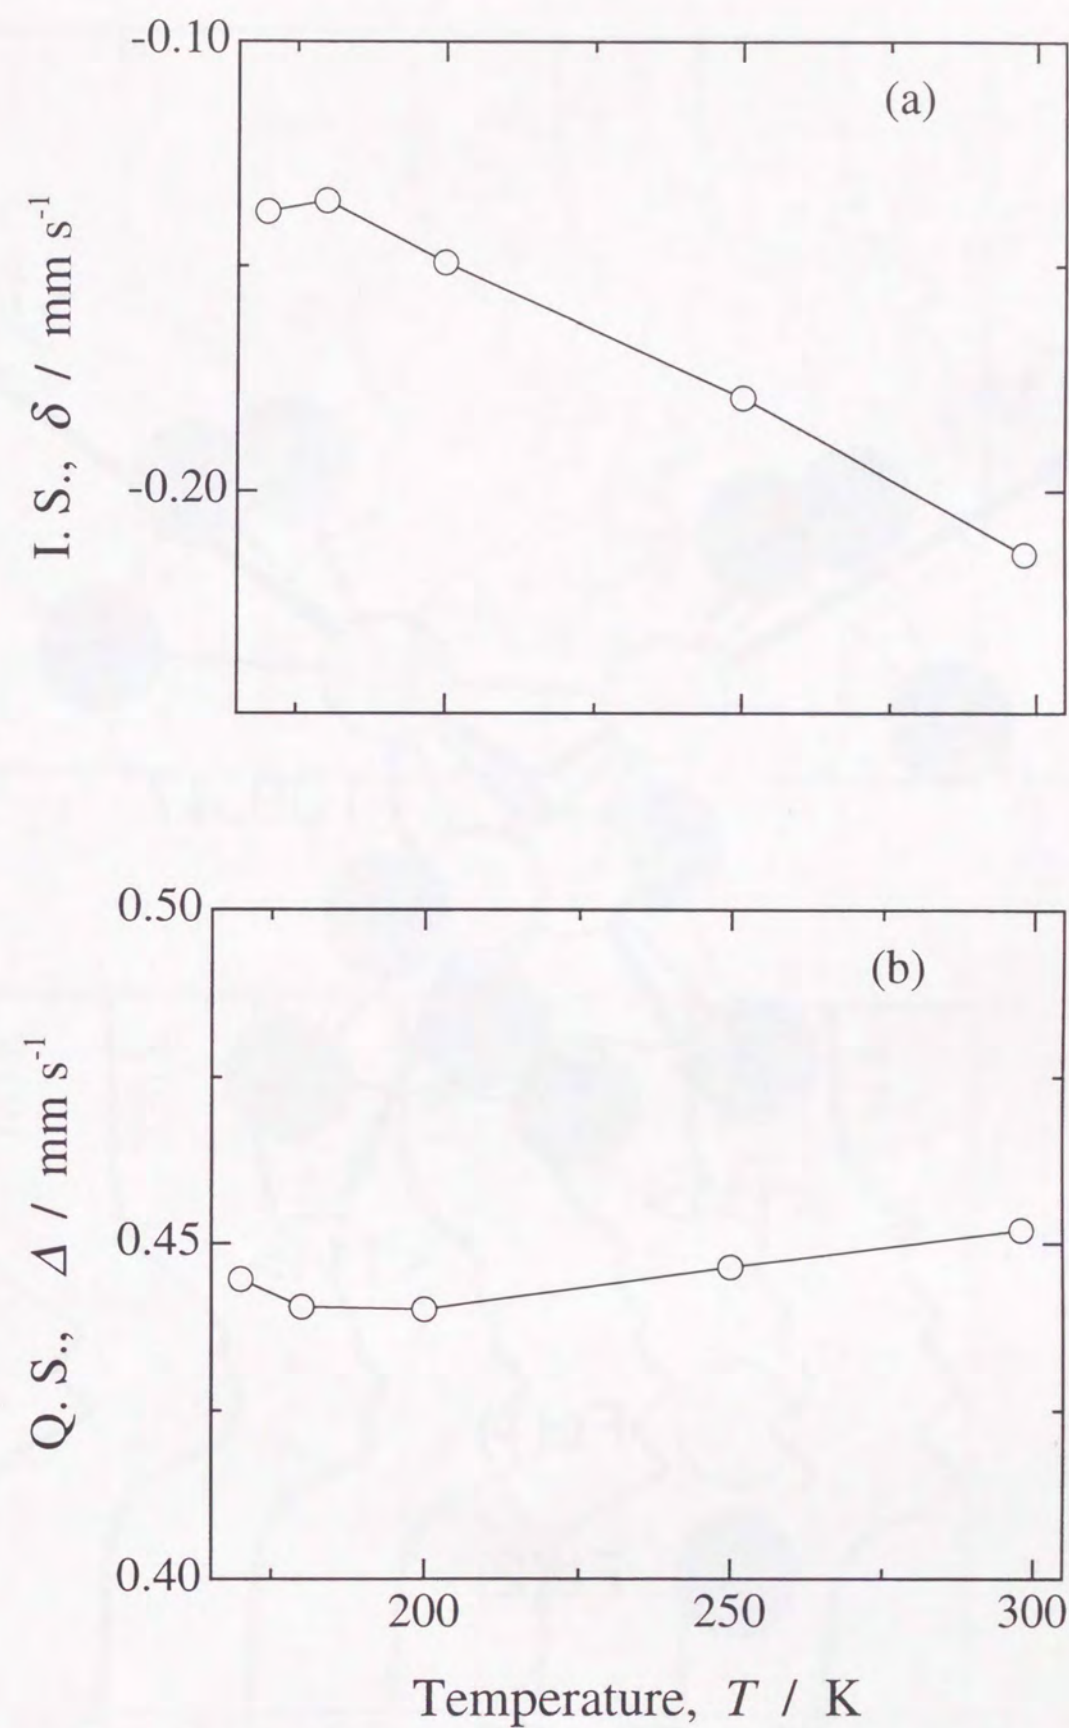 -0.10
(a)
I. S., δ / mm s⁻¹
-0.20
0.50
(b)
Q. S., Δ / mm s⁻¹
0.45
0.40
200 250 300
Temperature, T / K